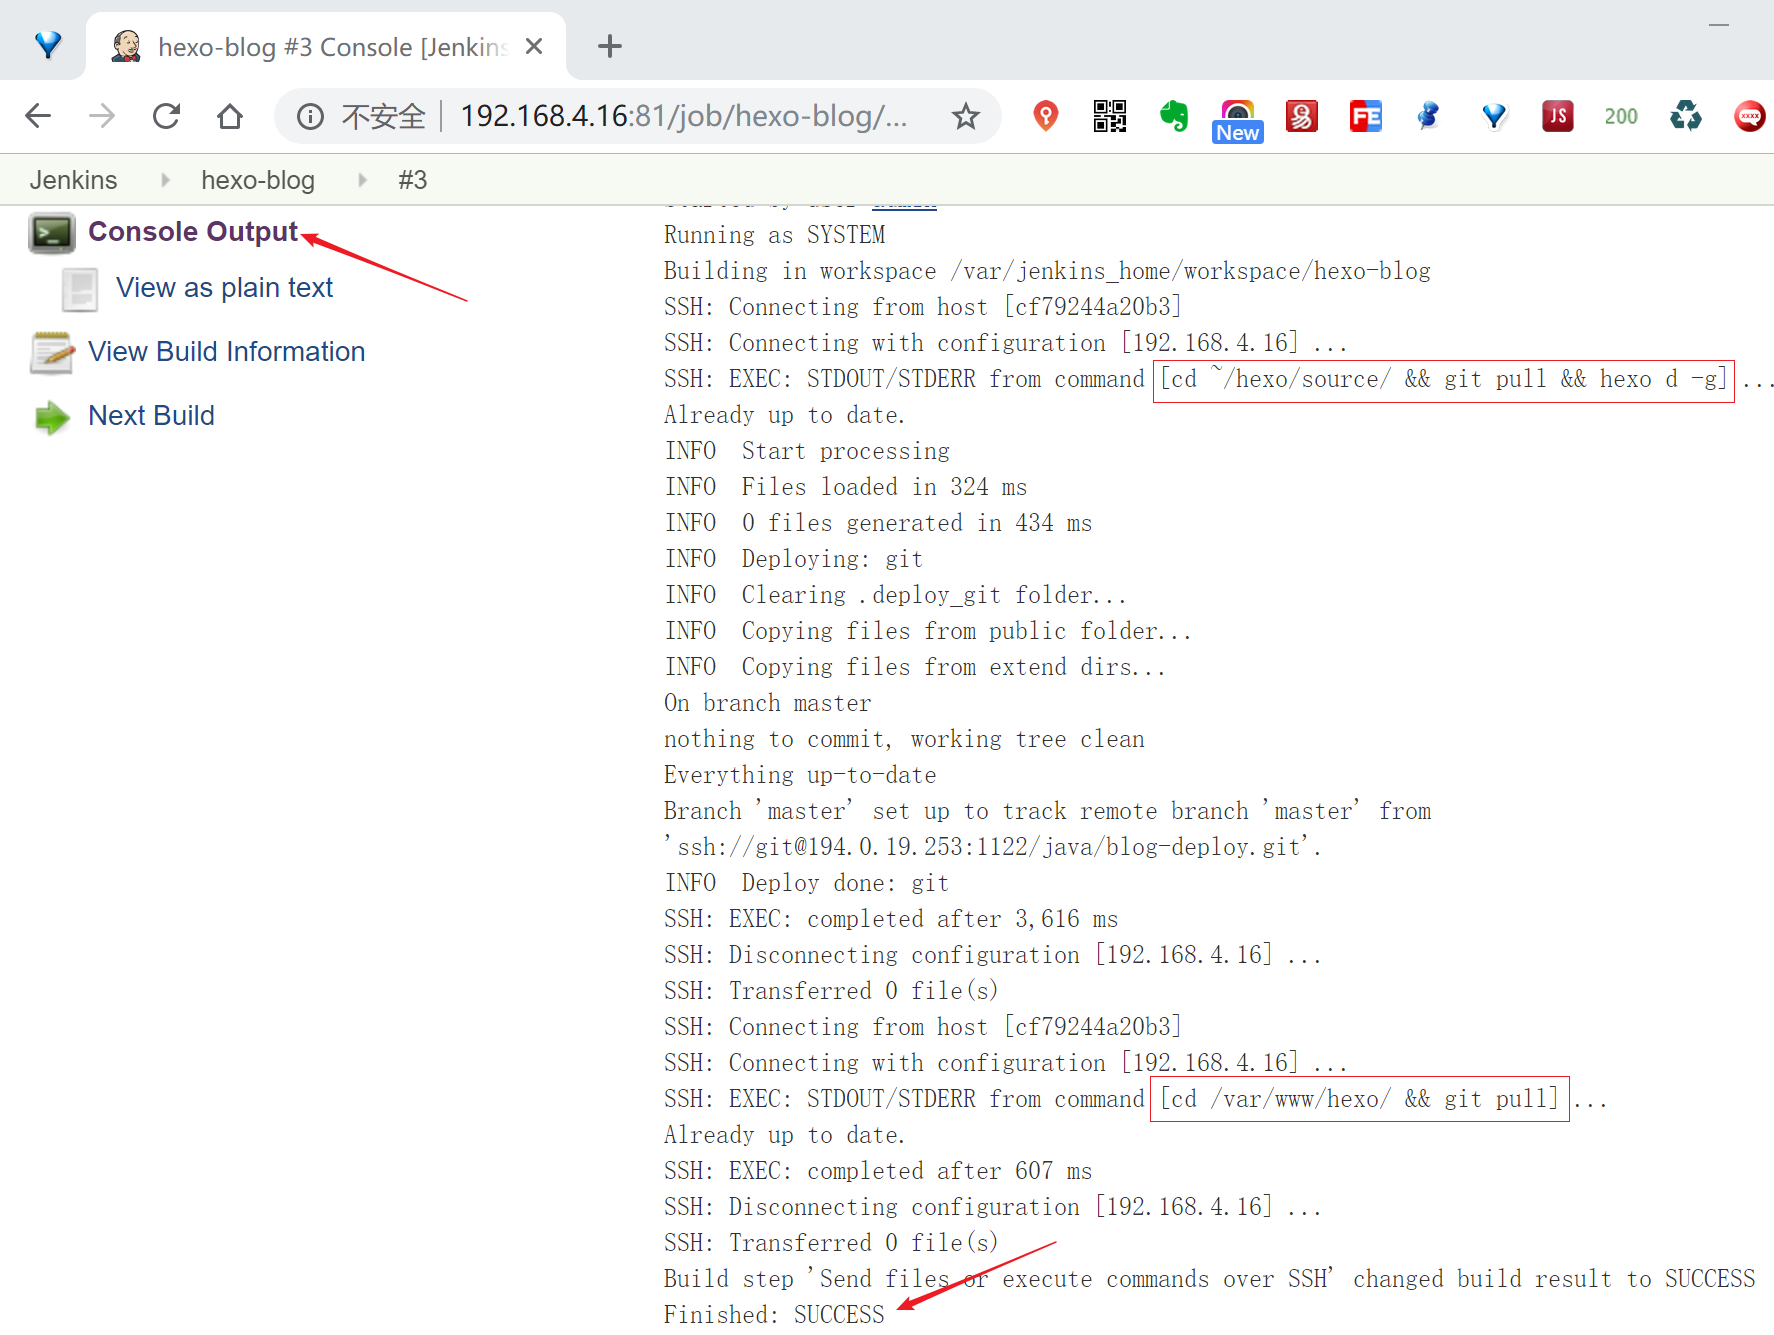 hexo-blog #3 Console [Jenkins
不安全
192.168.4.16:81/job/hexo-blog/...
New
FE
JS
200
xxxx
Jenkins
hexo-blog
#3
Console Output
View as plain text
View Build Information
Next Build
Started by user admin
Running as SYSTEM
Building in workspace /var/jenkins_home/workspace/hexo-blog
SSH: Connecting from host [cf79244a20b3]
SSH: Connecting with configuration [192.168.4.16] ...
SSH: EXEC: STDOUT/STDERR from command [cd ~/hexo/source/ && git pull && hexo d -g] ...
Already up to date.
INFO  Start processing
INFO  Files loaded in 324 ms
INFO  0 files generated in 434 ms
INFO  Deploying: git
INFO  Clearing .deploy_git folder...
INFO  Copying files from public folder...
INFO  Copying files from extend dirs...
On branch master
nothing to commit, working tree clean
Everything up-to-date
Branch 'master' set up to track remote branch 'master' from
'ssh://git@194.0.19.253:1122/java/blog-deploy.git'.
INFO  Deploy done: git
SSH: EXEC: completed after 3,616 ms
SSH: Disconnecting configuration [192.168.4.16] ...
SSH: Transferred 0 file(s)
SSH: Connecting from host [cf79244a20b3]
SSH: Connecting with configuration [192.168.4.16] ...
SSH: EXEC: STDOUT/STDERR from command [cd /var/www/hexo/ && git pull] ...
Already up to date.
SSH: EXEC: completed after 607 ms
SSH: Disconnecting configuration [192.168.4.16] ...
SSH: Transferred 0 file(s)
Build step 'Send files or execute commands over SSH' changed build result to SUCCESS
Finished: SUCCESS